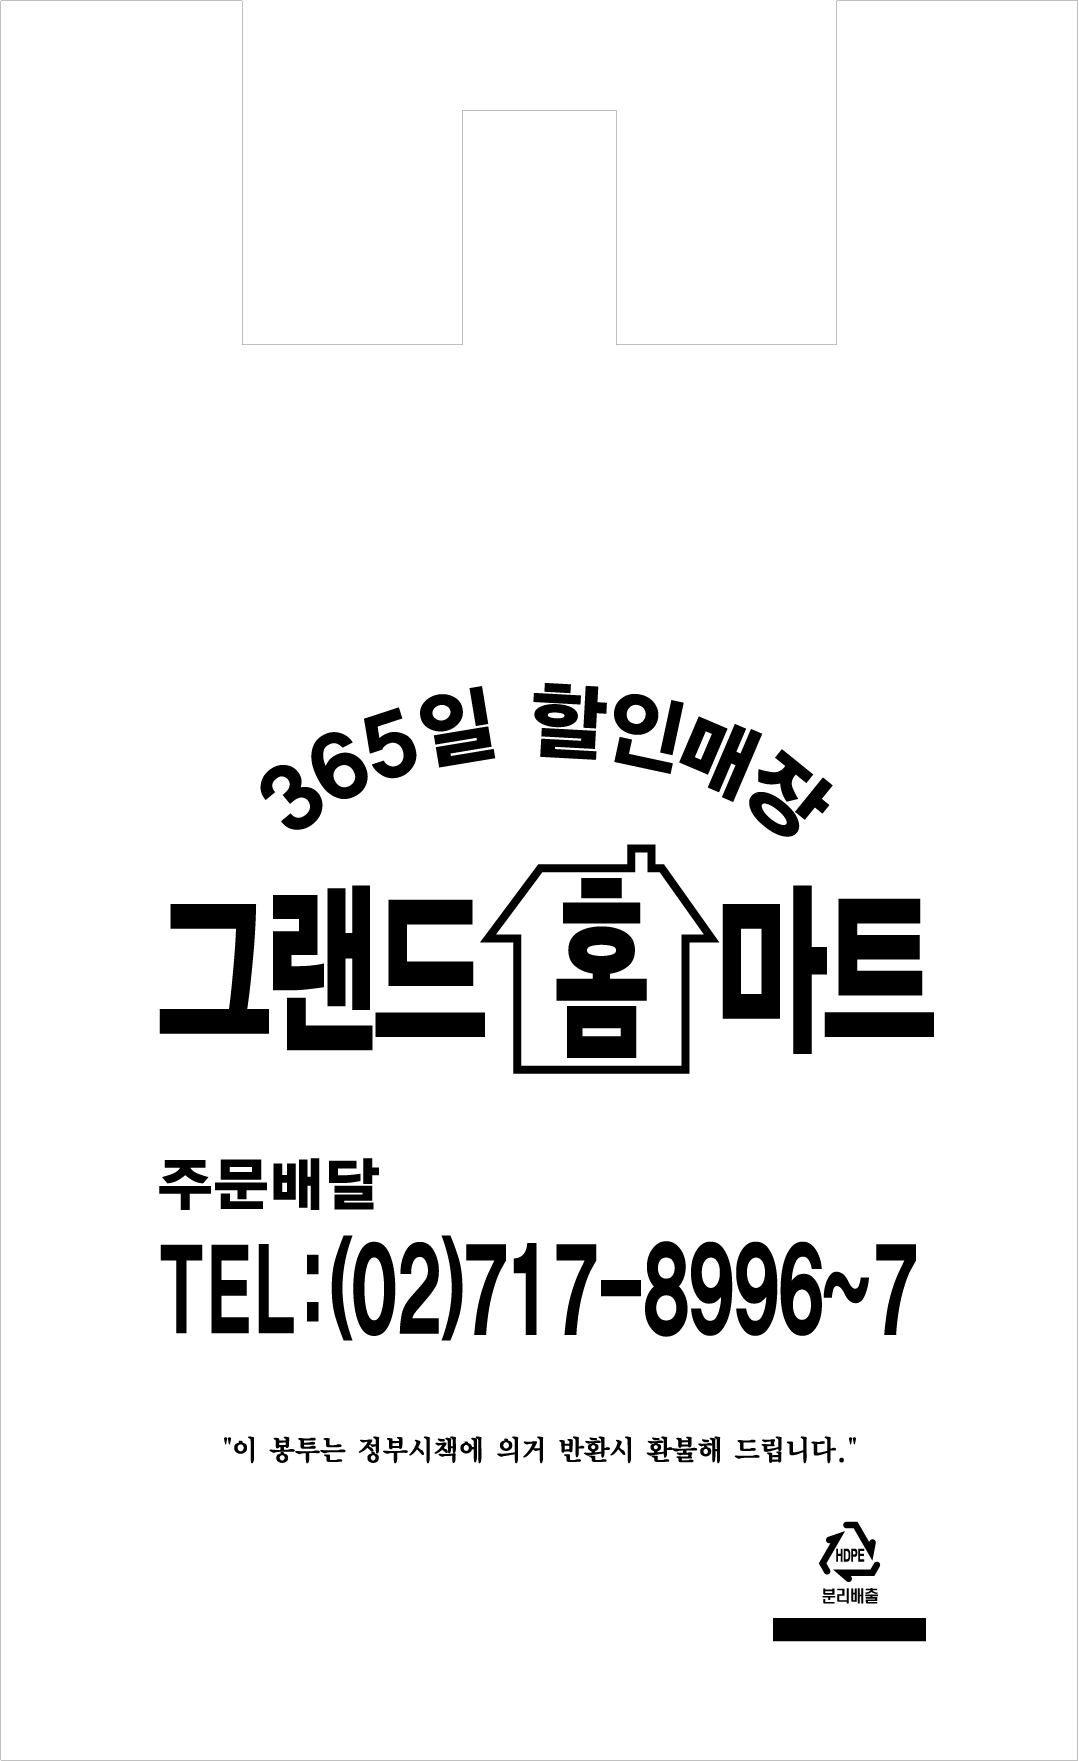 365일 할인매장
그랜드홈마트
주문배달
TEL:(02)717-8996~7
"이 봉투는 정부시책에 의거 반환시 환불해 드립니다."
HDPE
분리배출